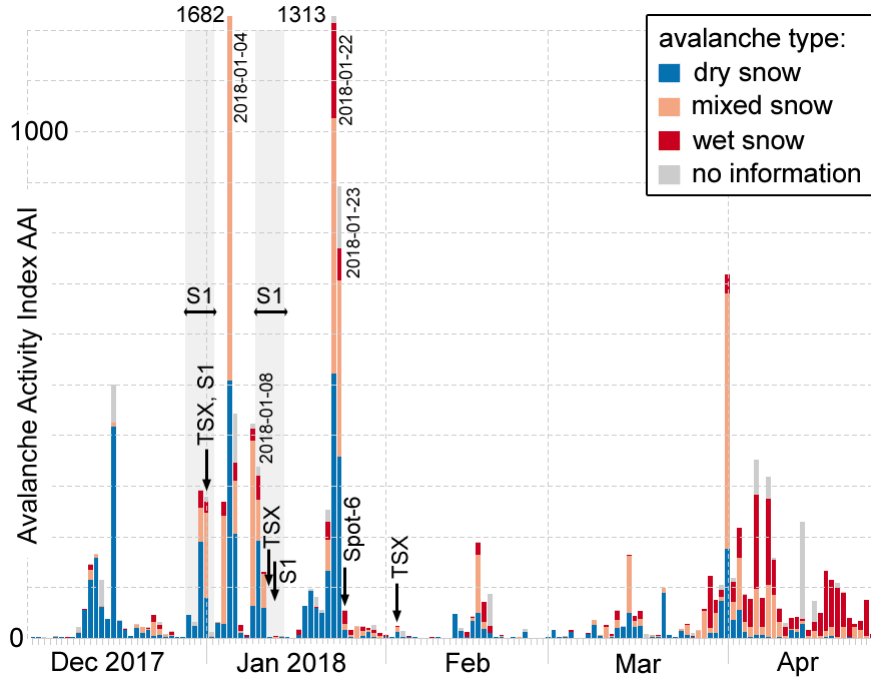 1682
1313
avalanche type:
dry snow
mixed snow
wet snow
no information
2018-01-04
2018-01-22
2018-01-23
1000
Avalanche Activity Index AAI
S1
S1
TSX, S1
2018-01-08
TSX
S1
Spot-6
TSX
0
Dec 2017
Jan 2018
Feb
Mar
Apr